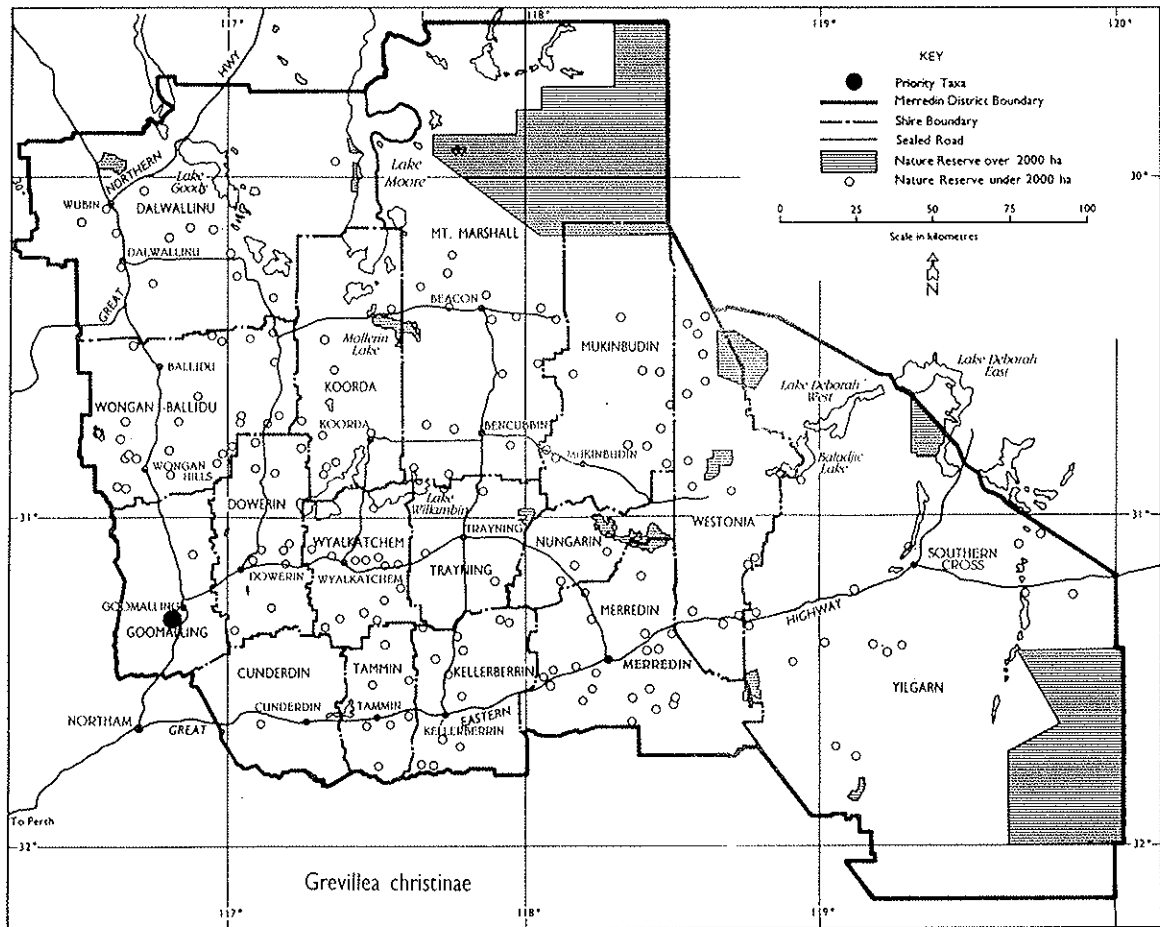 117°
118°
119°
120°
KEY
Priority Taxa
Merredin District Boundary
Shire Boundary
Sealed Road
Nature Reserve over 2000 ha
Nature Reserve under 2000 ha
0 25 50 75 100
Scale in kilometres
N
HWY
NORTHERN
Lake
Goody
Lake
Moore
30°
30°
WUBIN
DALWALLINU
MT. MARSHALL
DALWALLINU
GREAT
BEACON
Mollerin
Lake
MUKINBUDIN
BALLIDU
KOORDA
Lake Deborah
East
Lake Deborah
West
WONGAN-BALLIDU
KOORDA
BENCUBBIN
MUKINBUDIN
Baladjie
Lake
WONGAN
HILLS
DOWERIN
Lake
Wallambin
31°
31°
WYALKATCHEM
TRAYNING
NUNGARIN
WESTONIA
SOUTHERN
CROSS
DOWERIN
WYALKATCHEM
TRAYNING
GOOMALLING
GOOMALLING
MERREDIN
HIGHWAY
CUNDERDIN
TAMMIN
KELLERBERRIN
MERREDIN
YILGARN
NORTHAM
GREAT
CUNDERDIN
TAMMIN
EASTERN
KELLERBERRIN
To Perth
32°
32°
Grevillea christinae
117°
118°
119°
120°